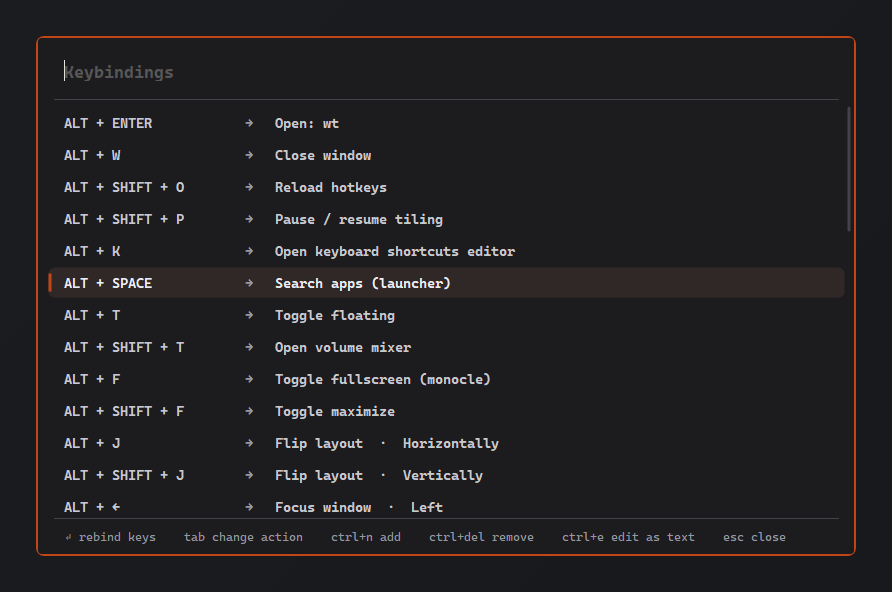 Keybindings
ALT + ENTER → Open: wt
ALT + W → Close window
ALT + SHIFT + O → Reload hotkeys
ALT + SHIFT + P → Pause / resume tiling
ALT + K → Open keyboard shortcuts editor
ALT + SPACE → Search apps (launcher)
ALT + T → Toggle floating
ALT + SHIFT + T → Open volume mixer
ALT + F → Toggle fullscreen (monocle)
ALT + SHIFT + F → Toggle maximize
ALT + J → Flip layout · Horizontally
ALT + SHIFT + J → Flip layout · Vertically
ALT + ← → Focus window · Left
↲ rebind keys tab change action ctrl+n add ctrl+del remove ctrl+e edit as text esc close